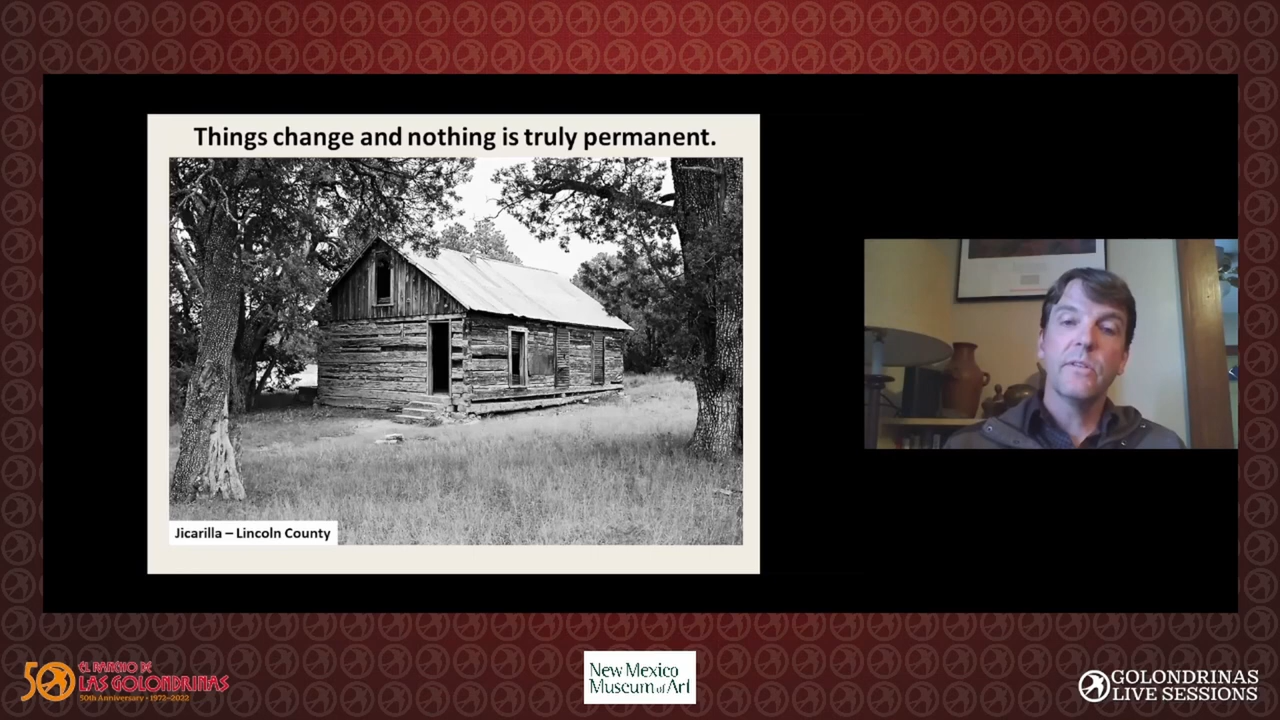 Things change and nothing is truly permanent.
Jicarilla – Lincoln County
50
EL RANCHO DE
LAS GOLONDRINAS
50th Anniversary • 1972-2022
New Mexico
Museum of Art
GOLONDRINAS
LIVE SESSIONS